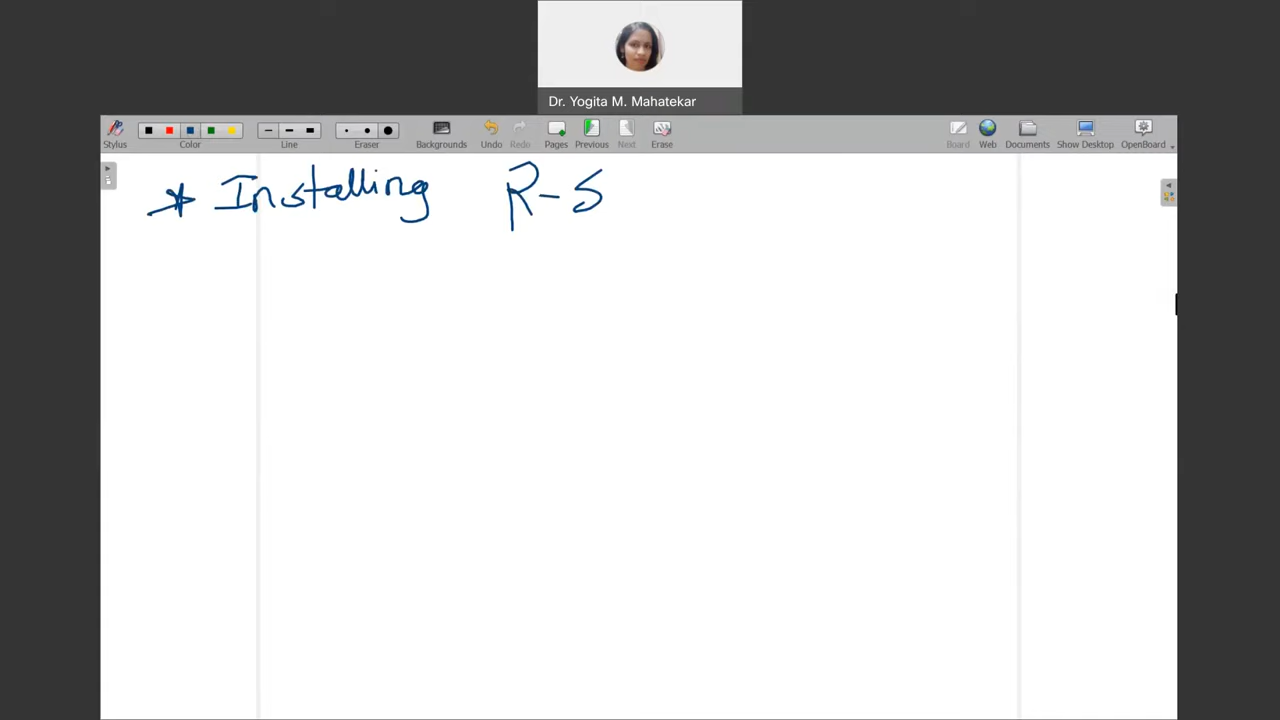 Dr. Yogita M. Mahatekar
Stylus Color Line Eraser Backgrounds Undo Redo Pages Previous Next Erase Board Web Documents Show Desktop OpenBoard
* Installing R-S